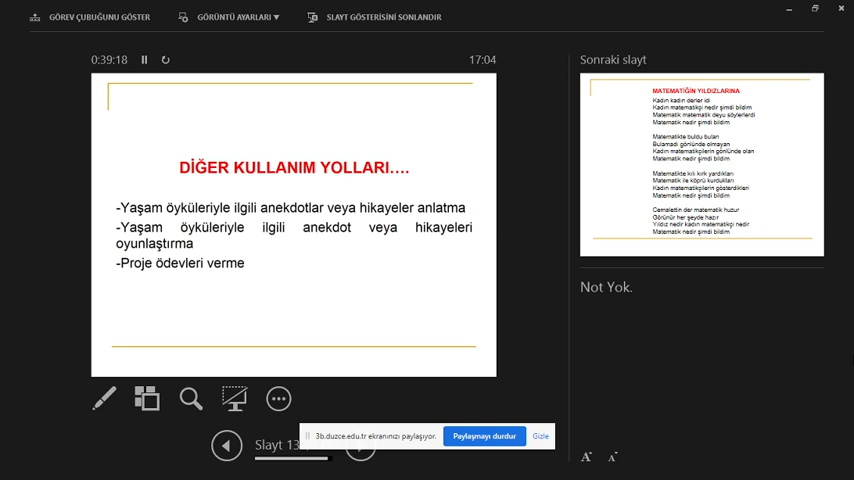 GÖREV ÇUBUĞUNU GÖSTER
GÖRÜNTÜ AYARLARI ▼
SLAYT GÖSTERİSİNİ SONLANDIR
0:39:18
17:04
DİĞER KULLANIM YOLLARI….
-Yaşam öyküleriyle ilgili anekdotlar veya hikayeler anlatma
-Yaşam öyküleriyle ilgili anekdot veya hikayeleri
oyunlaştırma
-Proje ödevleri verme
Sonraki slayt
MATEMATİĞİN YILDIZLARINA
Kadın kadın derler idi
Kadın matematikçi nedir şimdi bildim
Matematik matematik deyu söylerlerdi
Matematik nedir şimdi bildim
Matematikte buldu bulan
Bulamadı gönlünde olmayan
Kadın matematikçilerin gönlünde olan
Matematik nedir şimdi bildim
Matematikte kılı kırk yardıkları
Matematik ile köprü kurdukları
Kadın matematikçilerin gösterdikleri
Matematik nedir şimdi bildim
Cemalettin der matematik huzur
Görünür her şeyde hazır
Yıldız nedir kadın matematikçi nedir
Matematik nedir şimdi bildim
Not Yok.
Slayt 13
3b.duzce.edu.tr ekranınızı paylaşıyor.
Paylaşmayı durdur
Gizle
A A